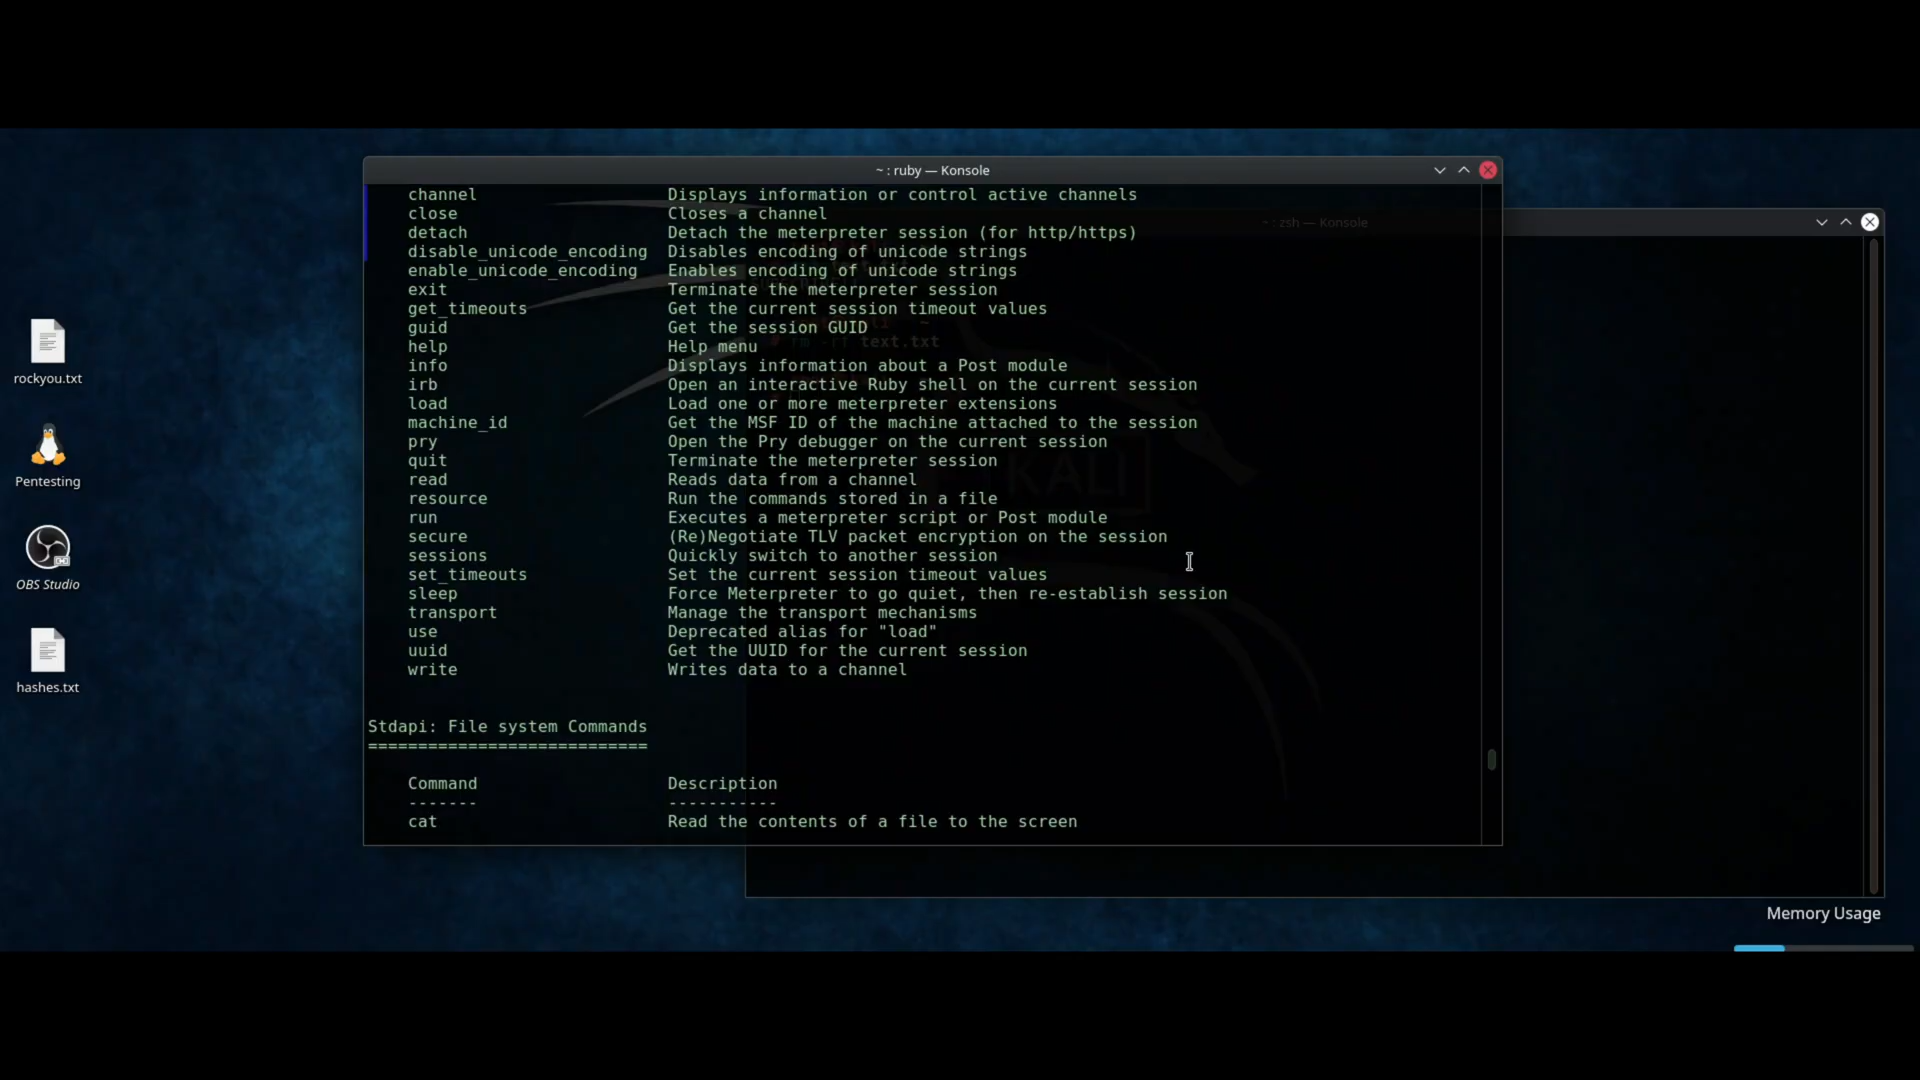 ~ : ruby — Konsole
channel Displays information or control active channels
close Closes a channel
detach Detach the meterpreter session (for http/https)
disable_unicode_encoding Disables encoding of unicode strings
enable_unicode_encoding Enables encoding of unicode strings
exit Terminate the meterpreter session
get_timeouts Get the current session timeout values
guid Get the session GUID
help Help menu
info Displays information about a Post module
irb Open an interactive Ruby shell on the current session
load Load one or more meterpreter extensions
machine_id Get the MSF ID of the machine attached to the session
pry Open the Pry debugger on the current session
quit Terminate the meterpreter session
read Reads data from a channel
resource Run the commands stored in a file
run Executes a meterpreter script or Post module
secure (Re)Negotiate TLV packet encryption on the session
sessions Quickly switch to another session
set_timeouts Set the current session timeout values
sleep Force Meterpreter to go quiet, then re-establish session
transport Manage the transport mechanisms
use Deprecated alias for "load"
uuid Get the UUID for the current session
write Writes data to a channel
Stdapi: File system Commands
============================
Command Description
------- -----------
cat Read the contents of a file to the screen
~ : zsh — Konsole
# rm -rf text.txt
KALI
rockyou.txt
Pentesting
OBS Studio
hashes.txt
Memory Usage